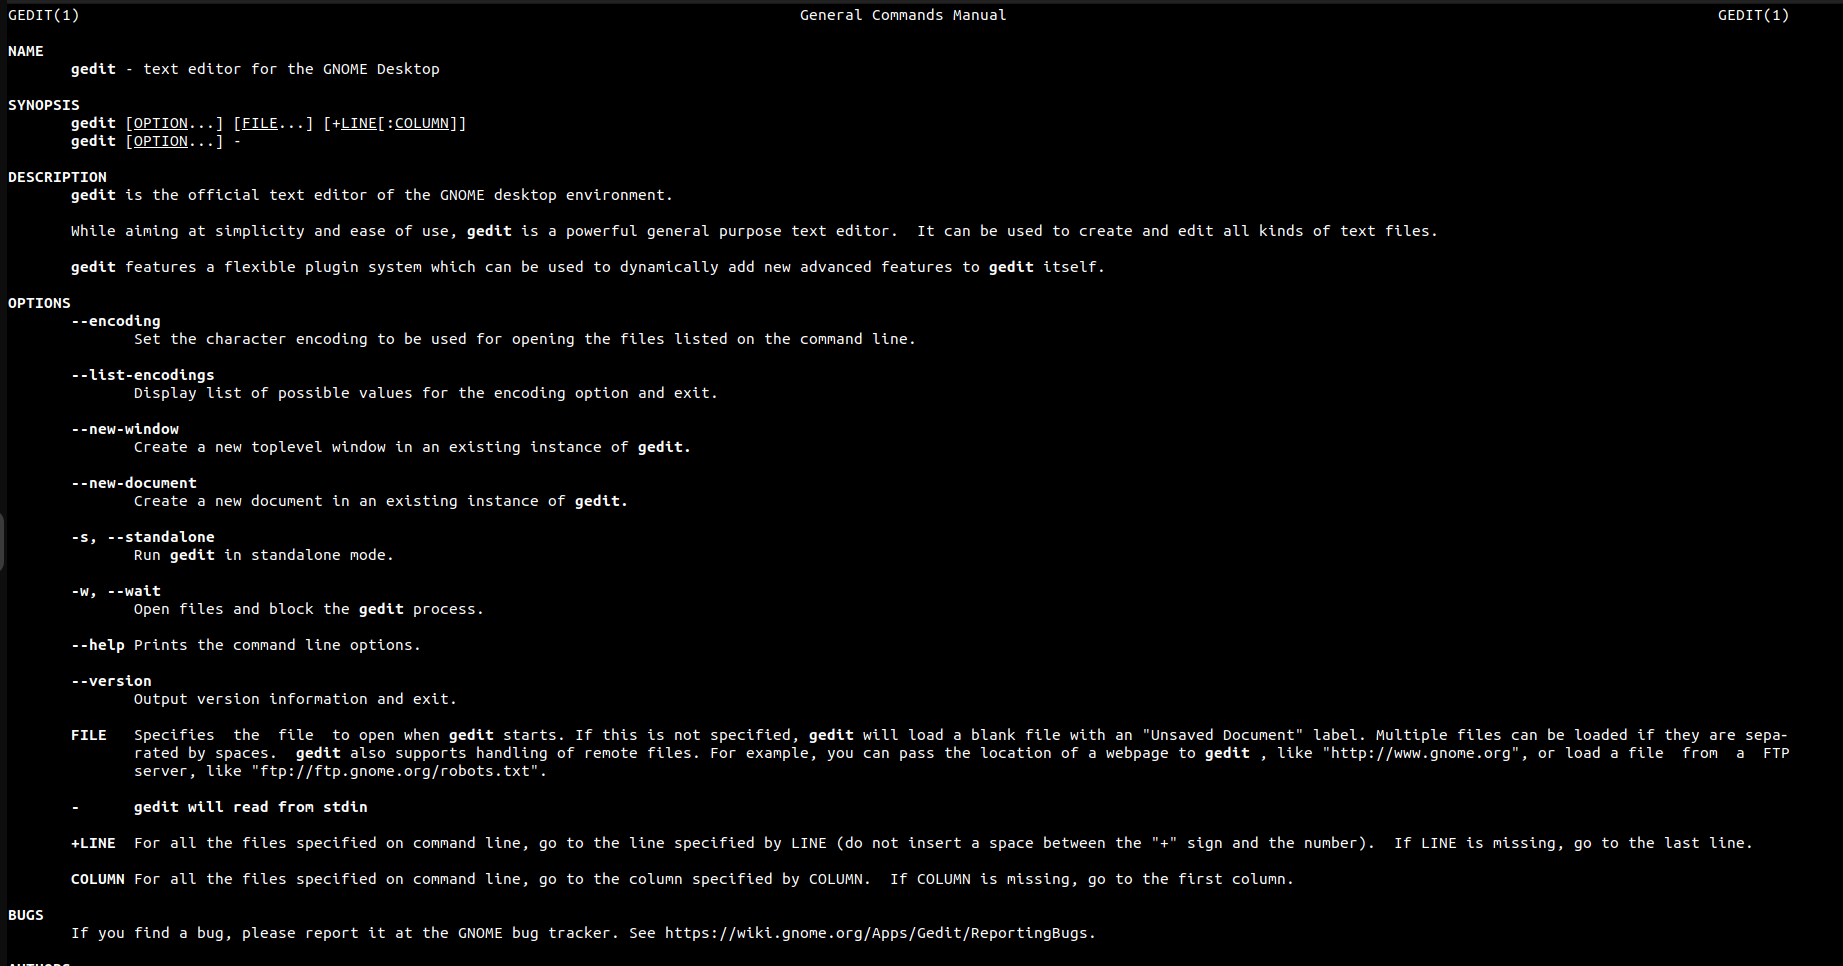 GEDIT(1) General Commands Manual GEDIT(1)
NAME
gedit - text editor for the GNOME Desktop
SYNOPSIS
gedit [OPTION...] [FILE...] [+LINE[:COLUMN]]
gedit [OPTION...] -
DESCRIPTION
gedit is the official text editor of the GNOME desktop environment.
While aiming at simplicity and ease of use, gedit is a powerful general purpose text editor.  It can be used to create and edit all kinds of text files.
gedit features a flexible plugin system which can be used to dynamically add new advanced features to gedit itself.
OPTIONS
--encoding
Set the character encoding to be used for opening the files listed on the command line.
--list-encodings
Display list of possible values for the encoding option and exit.
--new-window
Create a new toplevel window in an existing instance of gedit.
--new-document
Create a new document in an existing instance of gedit.
-s, --standalone
Run gedit in standalone mode.
-w, --wait
Open files and block the gedit process.
--help Prints the command line options.
--version
Output version information and exit.
FILE   Specifies  the  file  to open when gedit starts. If this is not specified, gedit will load a blank file with an "Unsaved Document" label. Multiple files can be loaded if they are sepa-
rated by spaces.  gedit also supports handling of remote files. For example, you can pass the location of a webpage to gedit , like "http://www.gnome.org", or load a file  from  a  FTP
server, like "ftp://ftp.gnome.org/robots.txt".
-      gedit will read from stdin
+LINE  For all the files specified on command line, go to the line specified by LINE (do not insert a space between the "+" sign and the number).  If LINE is missing, go to the last line.
COLUMN For all the files specified on command line, go to the column specified by COLUMN.  If COLUMN is missing, go to the first column.
BUGS
If you find a bug, please report it at the GNOME bug tracker. See https://wiki.gnome.org/Apps/Gedit/ReportingBugs.